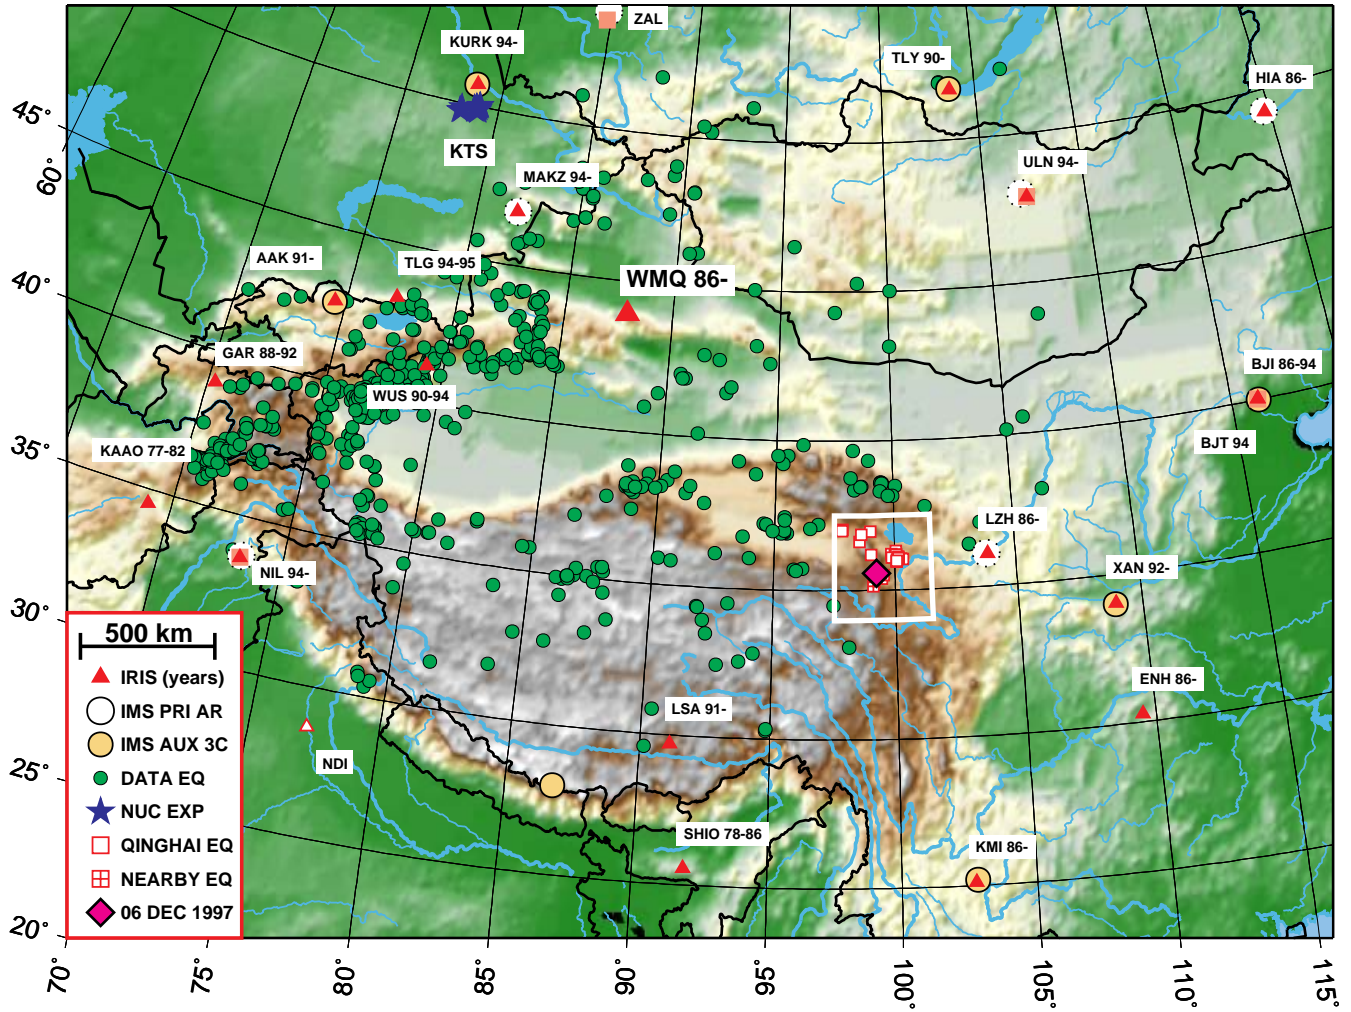 ZAL
KURK 94-
TLY 90-
HIA 86-
45°
KTS
60°
MAKZ 94-
ULN 94-
AAK 91-
TLG 94-95
WMQ 86-
40°
GAR 88-92
BJI 86-94
WUS 90-94
BJT 94
35°
KAAO 77-82
LZH 86-
NIL 94-
XAN 92-
30°
500 km
IRIS (years)
IMS PRI AR
IMS AUX 3C
DATA EQ
NUC EXP
QINGHAI EQ
NEARBY EQ
06 DEC 1997
ENH 86-
LSA 91-
NDI
25°
SHIO 78-86
KMI 86-
20°
70°
75°
80°
85°
90°
95°
100°
105°
110°
115°